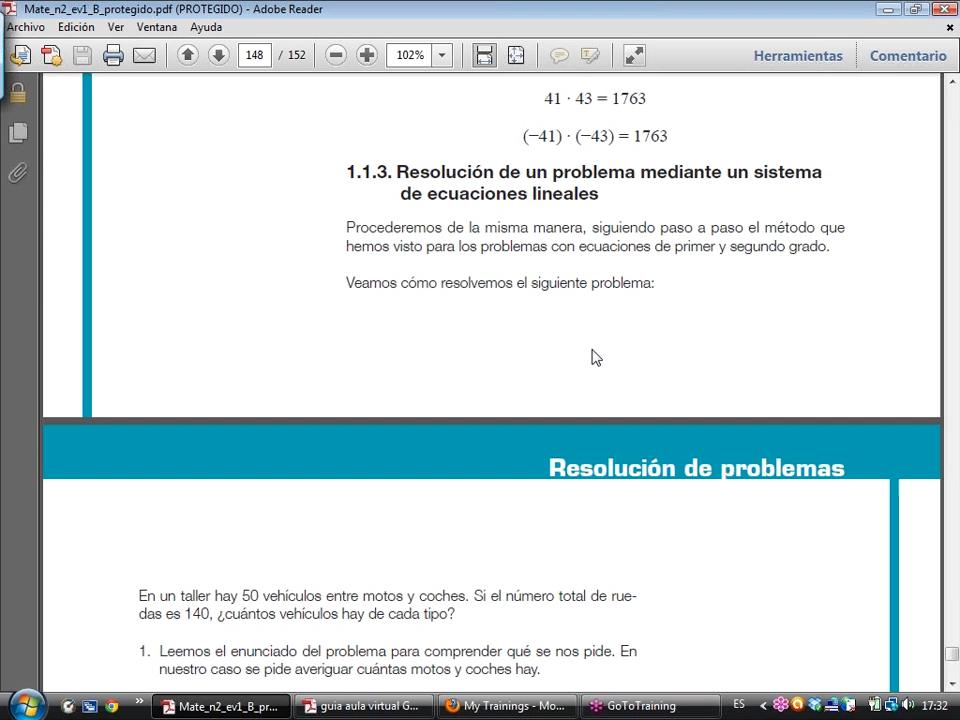 Mate_n2_ev1_B_protegido.pdf (PROTEGIDO) - Adobe Reader
Archivo Edición Ver Ventana Ayuda
148 / 152 102% Herramientas Comentario
41 · 43 = 1763
(−41) · (−43) = 1763
1.1.3. Resolución de un problema mediante un sistema
de ecuaciones lineales
Procederemos de la misma manera, siguiendo paso a paso el método que
hemos visto para los problemas con ecuaciones de primer y segundo grado.
Veamos cómo resolvemos el siguiente problema:
Resolución de problemas
En un taller hay 50 vehículos entre motos y coches. Si el número total de rue-
das es 140, ¿cuántos vehículos hay de cada tipo?
1. Leemos el enunciado del problema para comprender qué se nos pide. En
nuestro caso se pide averiguar cuántas motos y coches hay.
Mate_n2_ev1_B_pr... guia aula virtual G... My Trainings - Mo... GoToTraining ES 17:32